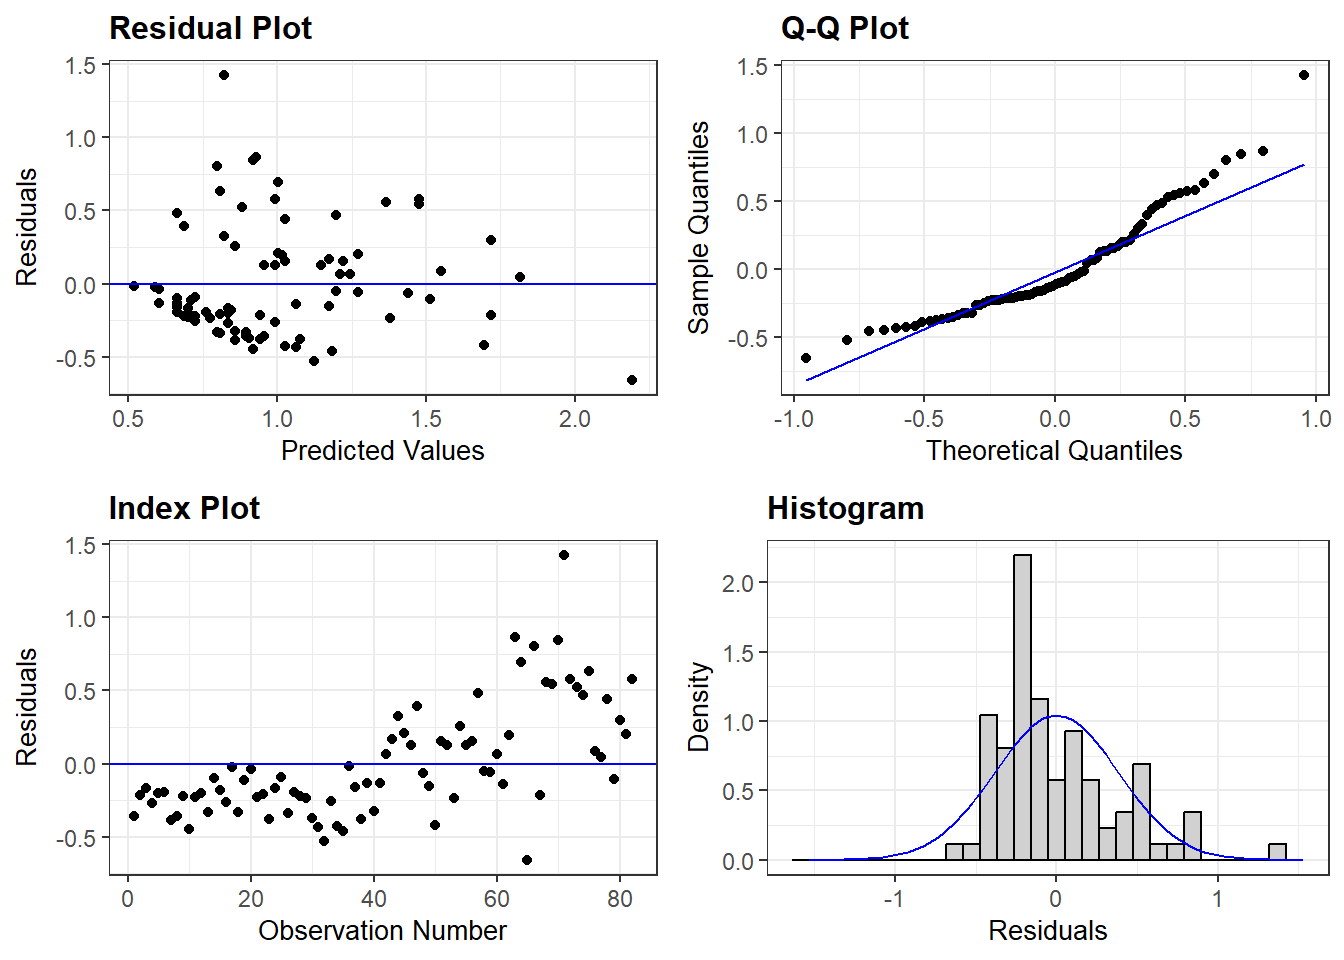 Residual Plot
1.5
1.0
0.5
0.0
-0.5
Residuals
0.5 1.0 1.5 2.0
Predicted Values
Q-Q Plot
1.5
1.0
0.5
0.0
-0.5
Sample Quantiles
-1.0 -0.5 0.0 0.5 1.0
Theoretical Quantiles
Index Plot
1.5
1.0
0.5
0.0
-0.5
Residuals
0 20 40 60 80
Observation Number
Histogram
2.0
1.5
1.0
0.5
0.0
Density
-1 0 1
Residuals